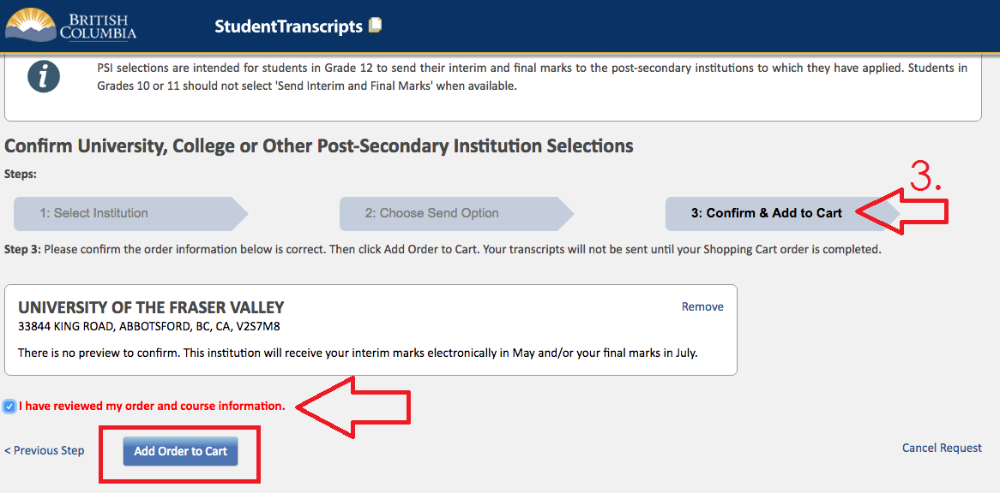 BRITISH
COLUMBIA
StudentTranscripts
i
PSI selections are intended for students in Grade 12 to send their interim and final marks to the post-secondary institutions to which they have applied. Students in
Grades 10 or 11 should not select 'Send Interim and Final Marks' when available.
Confirm University, College or Other Post-Secondary Institution Selections
Steps:
3.
1: Select Institution
2: Choose Send Option
3: Confirm & Add to Cart
Step 3: Please confirm the order information below is correct. Then click Add Order to Cart. Your transcripts will not be sent until your Shopping Cart order is completed.
UNIVERSITY OF THE FRASER VALLEY
Remove
33844 KING ROAD, ABBOTSFORD, BC, CA, V2S7M8
There is no preview to confirm. This institution will receive your interim marks electronically in May and/or your final marks in July.
I have reviewed my order and course information.
< Previous Step
Add Order to Cart
Cancel Request